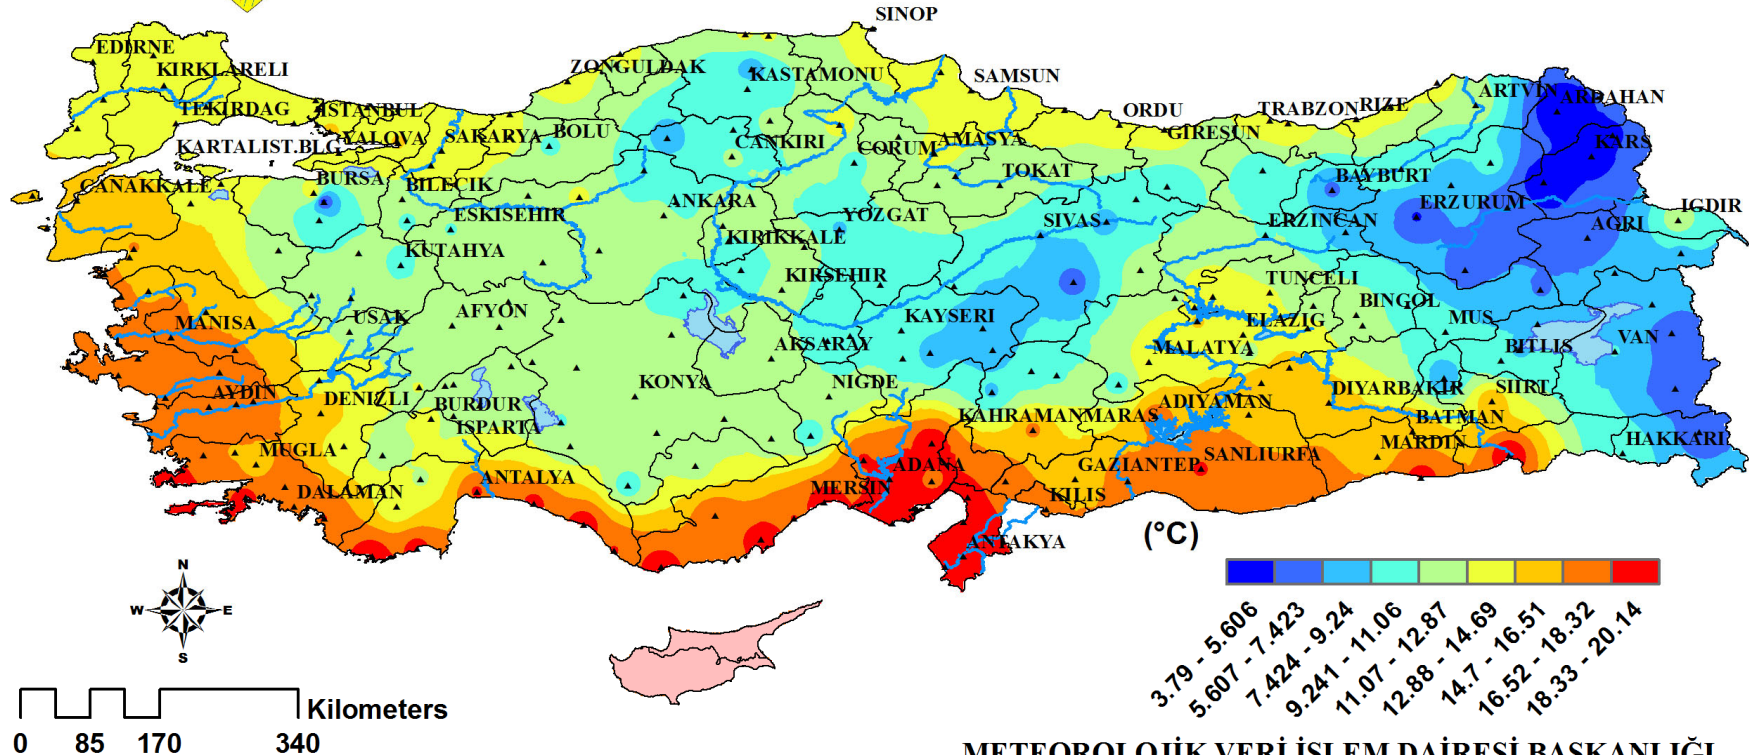 SINOP
EDIRNE
KIRKLARELI
ZONGULDAK
KASTAMONU
SAMSUN
ARTVIN
ARDAHAN
TEKIRDAG
ISTANBUL
ORDU
TRABZON
RIZE
YALOVA
SAKARYA
BOLU
CANKIRI
CORUM
AMASYA
GIRESUN
KARS
KARTALIST.BLG
CANAKKALE
BURSA
BILECIK
ANKARA
TOKAT
BAYBURT
ERZURUM
IGDIR
ESKISEHIR
YOZGAT
SIVAS
ERZINCAN
AGRI
KUTAHYA
KIRIKKALE
KIRSEHIR
TUNCELI
BINGOL
MANISA
USAK
AFYON
KAYSERI
ELAZIG
MUS
AKSARAY
MALATYA
BITLIS
VAN
AYDIN
DENIZLI
BURDUR
KONYA
NIGDE
DIYARBAKIR
SIIRT
ISPARTA
KAHRAMANMARAS
ADIYAMAN
BATMAN
MUGLA
MARDIN
HAKKARI
DALAMAN
ANTALYA
ADANA
MERSIN
GAZIANTEP
SANLIURFA
KILIS
ANTAKYA
(°C)
N
W E
S
3.79 - 5.606
5.607 - 7.423
7.424 - 9.24
9.241 - 11.06
11.07 - 12.87
12.88 - 14.69
14.7 - 16.51
16.52 - 18.32
18.33 - 20.14
Kilometers
0 85 170 340
METEOROLOJİK VERİ İŞLEM DAİRESİ BAŞKANLIĞI